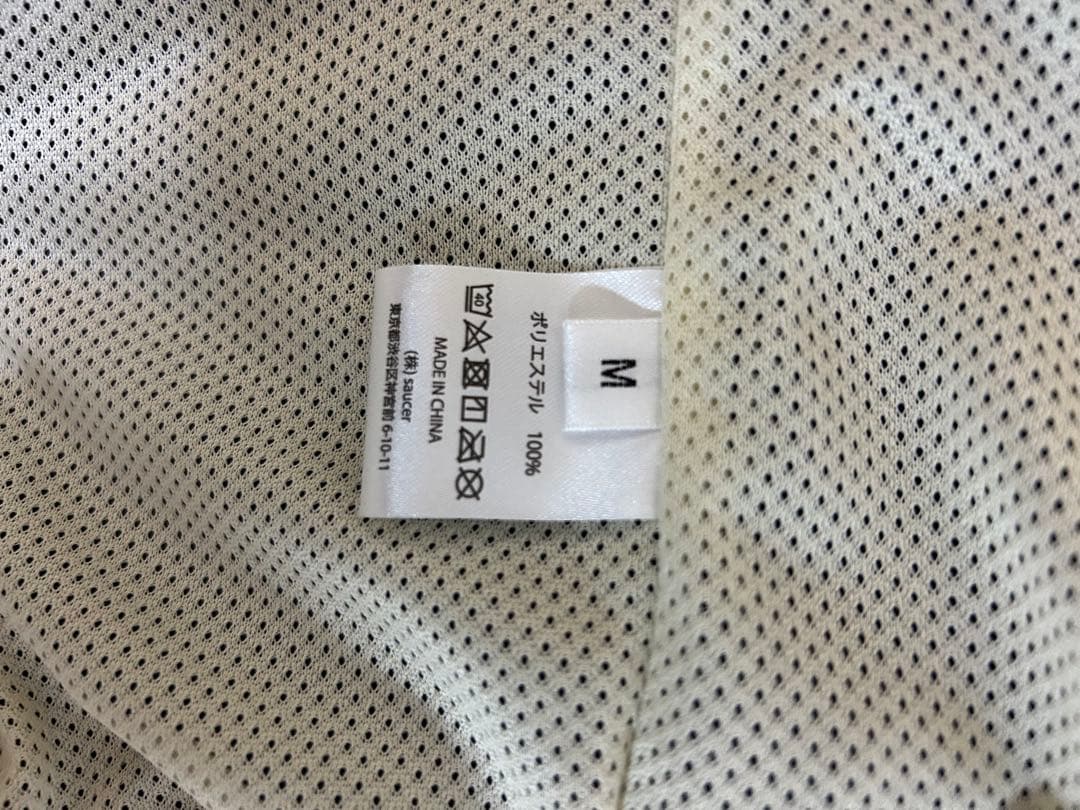 M
ポリエステル 100%
40
MADE IN CHINA
(株) saucer
東京都渋谷区神宮前 6-10-11